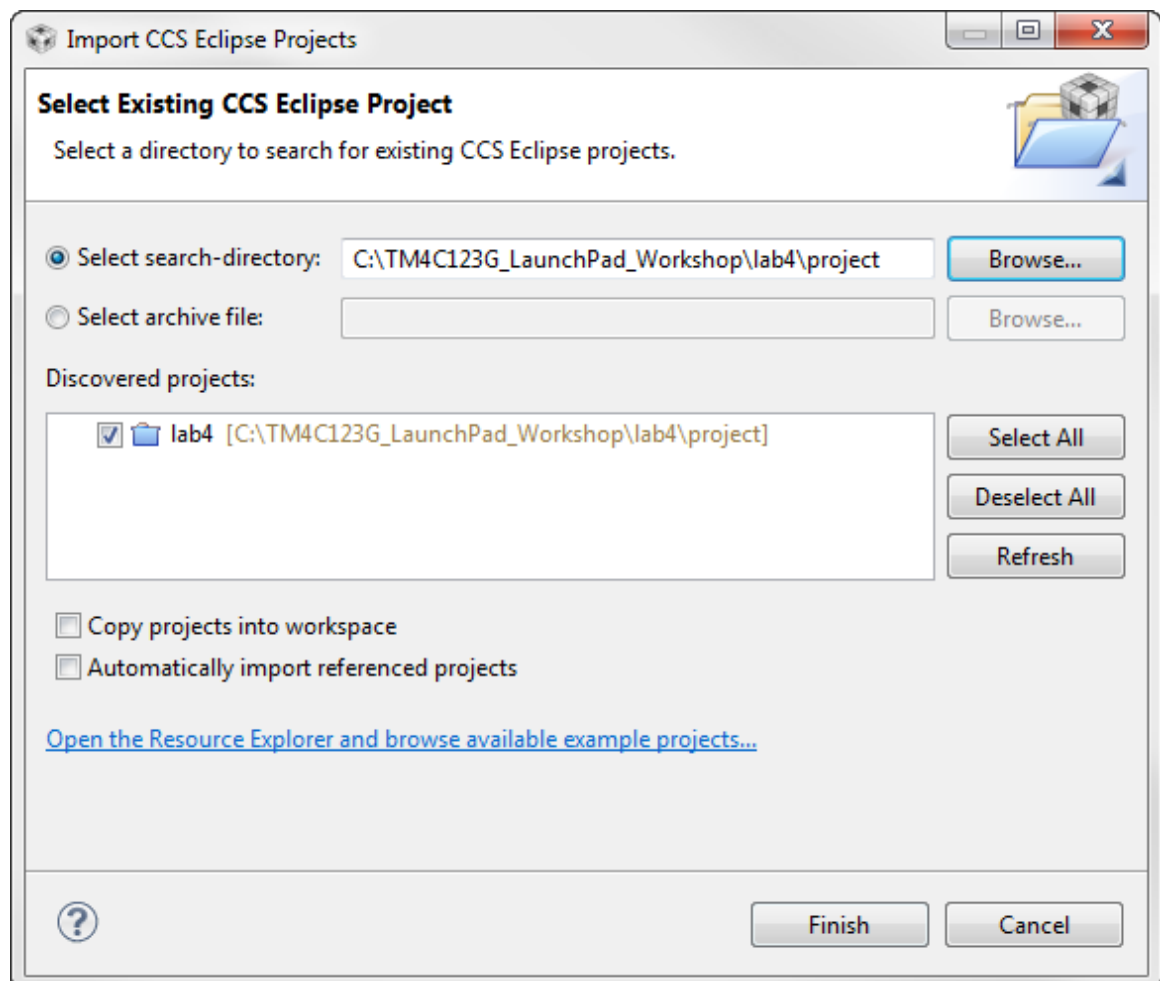 Import CCS Eclipse Projects
Select Existing CCS Eclipse Project
Select a directory to search for existing CCS Eclipse projects.
Select search-directory: C:\TM4C123G_LaunchPad_Workshop\lab4\project Browse...
Select archive file: Browse...
Discovered projects:
lab4 [C:\TM4C123G_LaunchPad_Workshop\lab4\project]
Select All
Deselect All
Refresh
Copy projects into workspace
Automatically import referenced projects
Open the Resource Explorer and browse available example projects...
? Finish Cancel